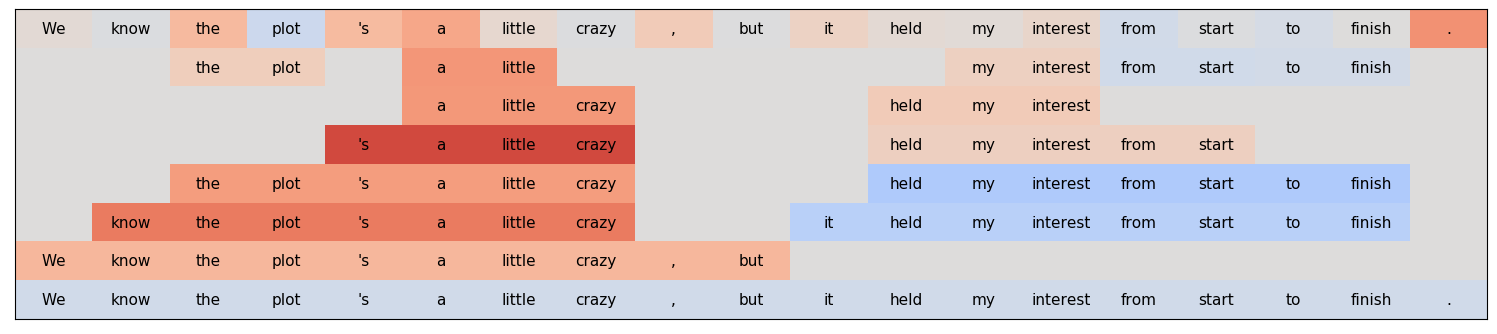 We know the plot 's a little crazy , but it held my interest from start to finish .
the plot a little my interest from start to finish
a little crazy held my interest
's a little crazy held my interest from start
the plot 's a little crazy held my interest from start to finish
know the plot 's a little crazy it held my interest from start to finish
We know the plot 's a little crazy , but
We know the plot 's a little crazy , but it held my interest from start to finish .